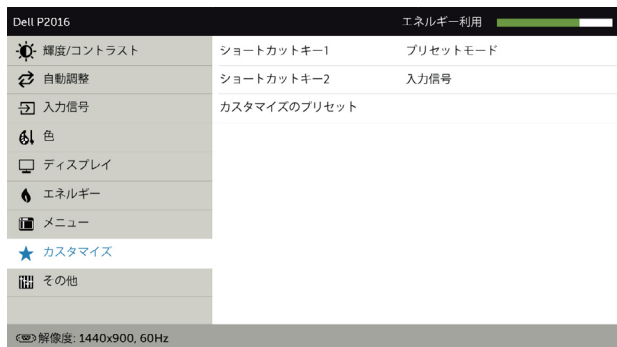 Dell P2016 エネルギー利用
輝度/コントラスト ショートカットキー1 プリセットモード
自動調整 ショートカットキー2 入力信号
入力信号 カスタマイズのプリセット
色
ディスプレイ
エネルギー
メニュー
カスタマイズ
その他
解像度: 1440x900, 60Hz